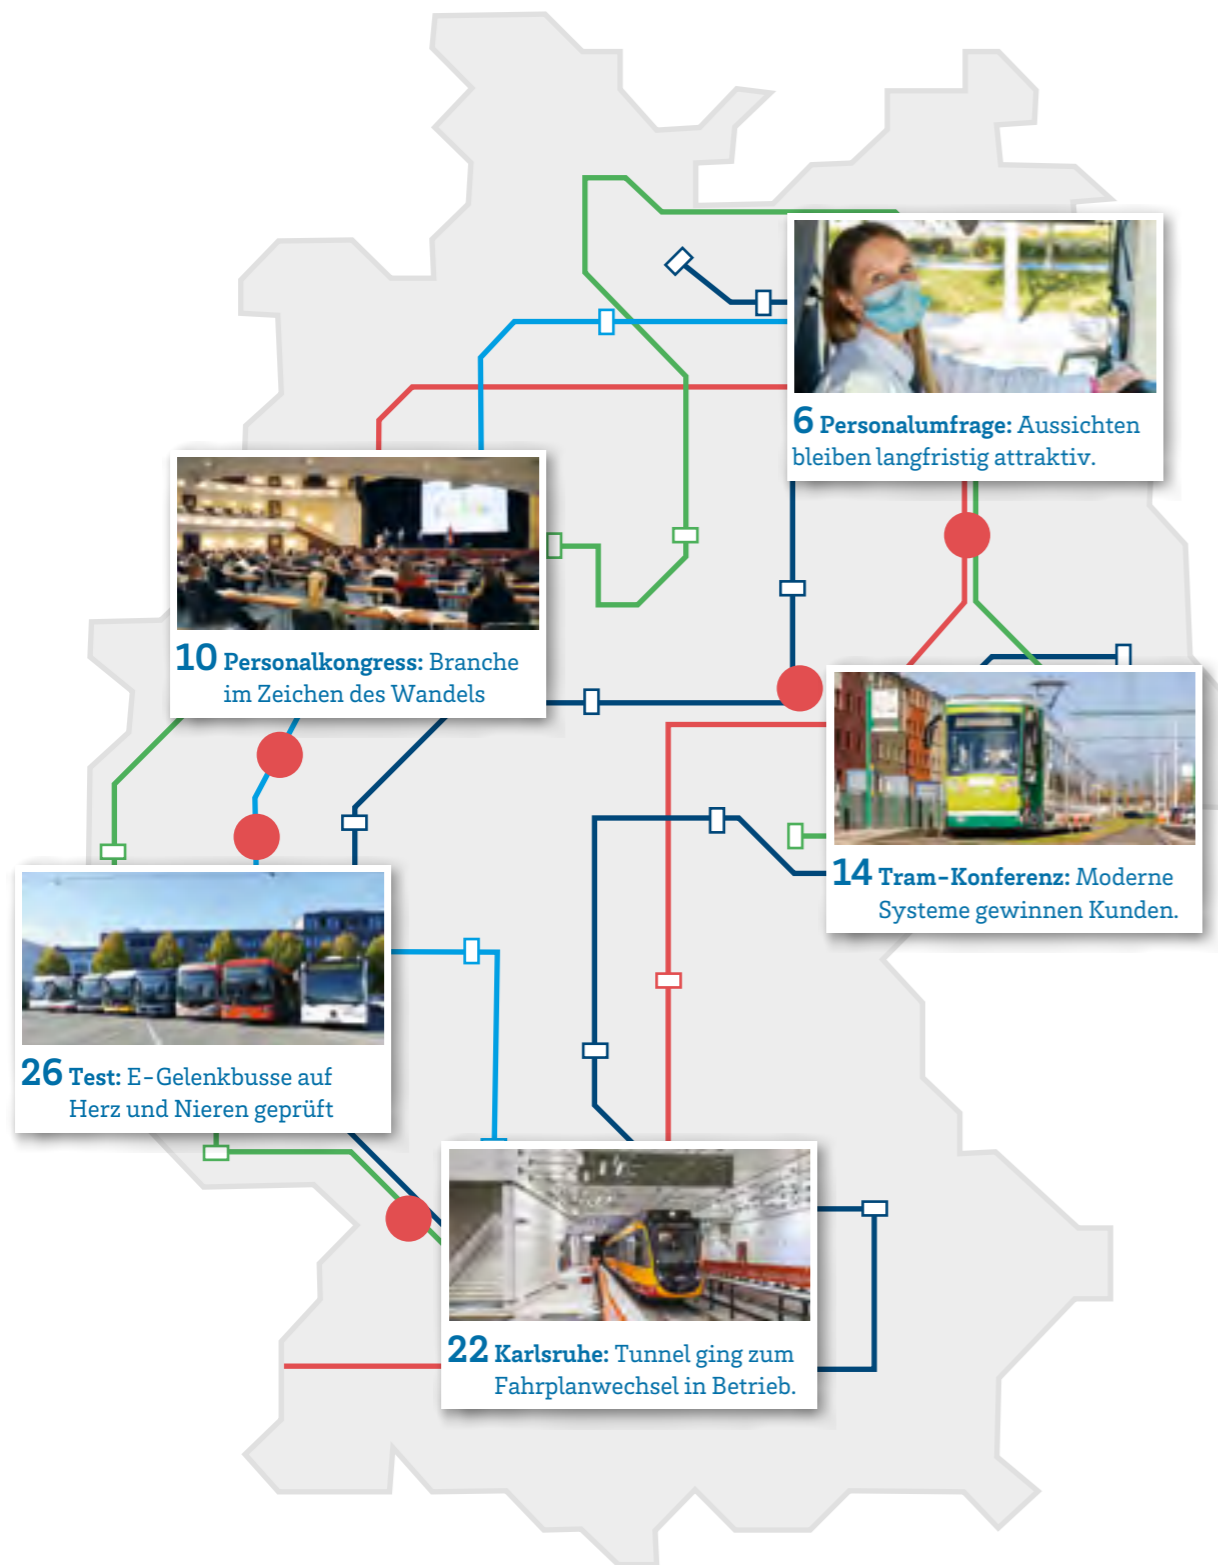 6 Personalumfrage: Aussichten
bleiben langfristig attraktiv.
10 Personalkongress: Branche
im Zeichen des Wandels
14 Tram-Konferenz: Moderne
Systeme gewinnen Kunden.
26 Test: E-Gelenkbusse auf
Herz und Nieren geprüft
22 Karlsruhe: Tunnel ging zum
Fahrplanwechsel in Betrieb.